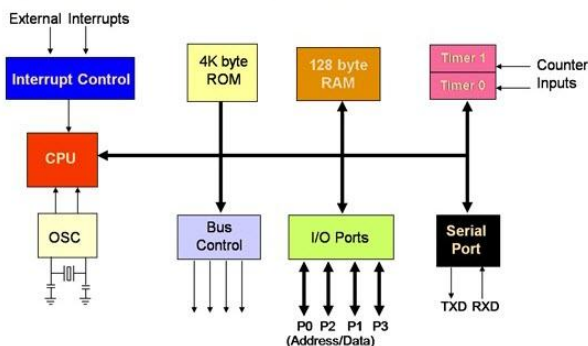 External Interrupts
Interrupt Control
4K byte
ROM
128 byte
RAM
Timer 1
Timer 0
Counter
Inputs
CPU
OSC
Bus
Control
I/O Ports
Serial
Port
P0 P2 P1 P3
(Address/Data)
TXD RXD